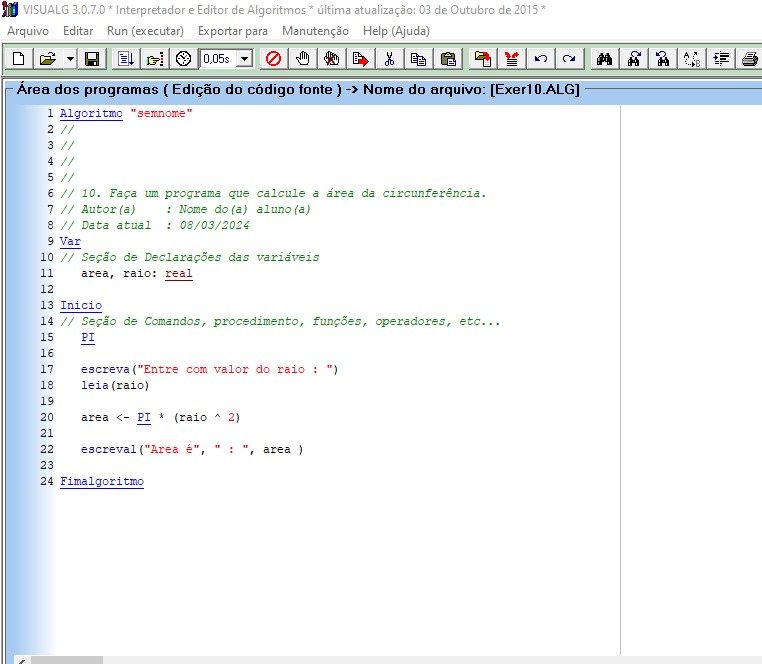 VISUALG 3.0.7.0 * Interpretador e Editor de Algoritmos * última atualização: 03 de Outubro de 2015 *
Arquivo Editar Run (executar) Exportar para Manutenção Help (Ajuda)
0,05s
Área dos programas ( Edição do código fonte ) -> Nome do arquivo: [Exer10.ALG]
1 Algoritmo "semnome"
2 //
3 //
4 //
5 //
6 // 10. Faça um programa que calcule a área da circunferência.
7 // Autor(a)    : Nome do(a) aluno(a)
8 // Data atual  : 08/03/2024
9 Var
10 // Seção de Declarações das variáveis
11    area, raio: real
12
13 Inicio
14 // Seção de Comandos, procedimento, funções, operadores, etc...
15    PI
16
17    escreva("Entre com valor do raio : ")
18    leia(raio)
19
20    area <- PI * (raio ^ 2)
21
22    escreval("Area é", " : ", area )
23
24 Fimalgoritmo